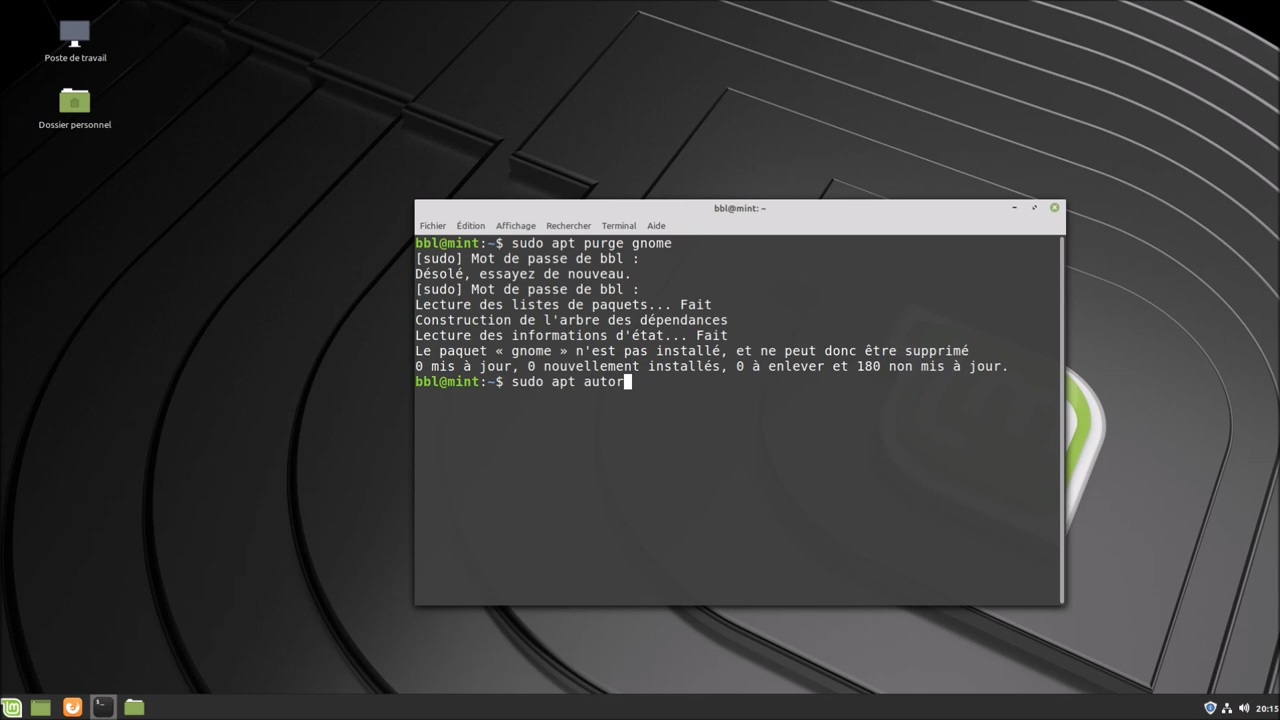 Poste de travail
Dossier personnel
bbl@mint: ~
Fichier Édition Affichage Rechercher Terminal Aide
bbl@mint:~$ sudo apt purge gnome
[sudo] Mot de passe de bbl :
Désolé, essayez de nouveau.
[sudo] Mot de passe de bbl :
Lecture des listes de paquets... Fait
Construction de l'arbre des dépendances
Lecture des informations d'état... Fait
Le paquet « gnome » n'est pas installé, et ne peut donc être supprimé
0 mis à jour, 0 nouvellement installés, 0 à enlever et 180 non mis à jour.
bbl@mint:~$ sudo apt autor
20:15